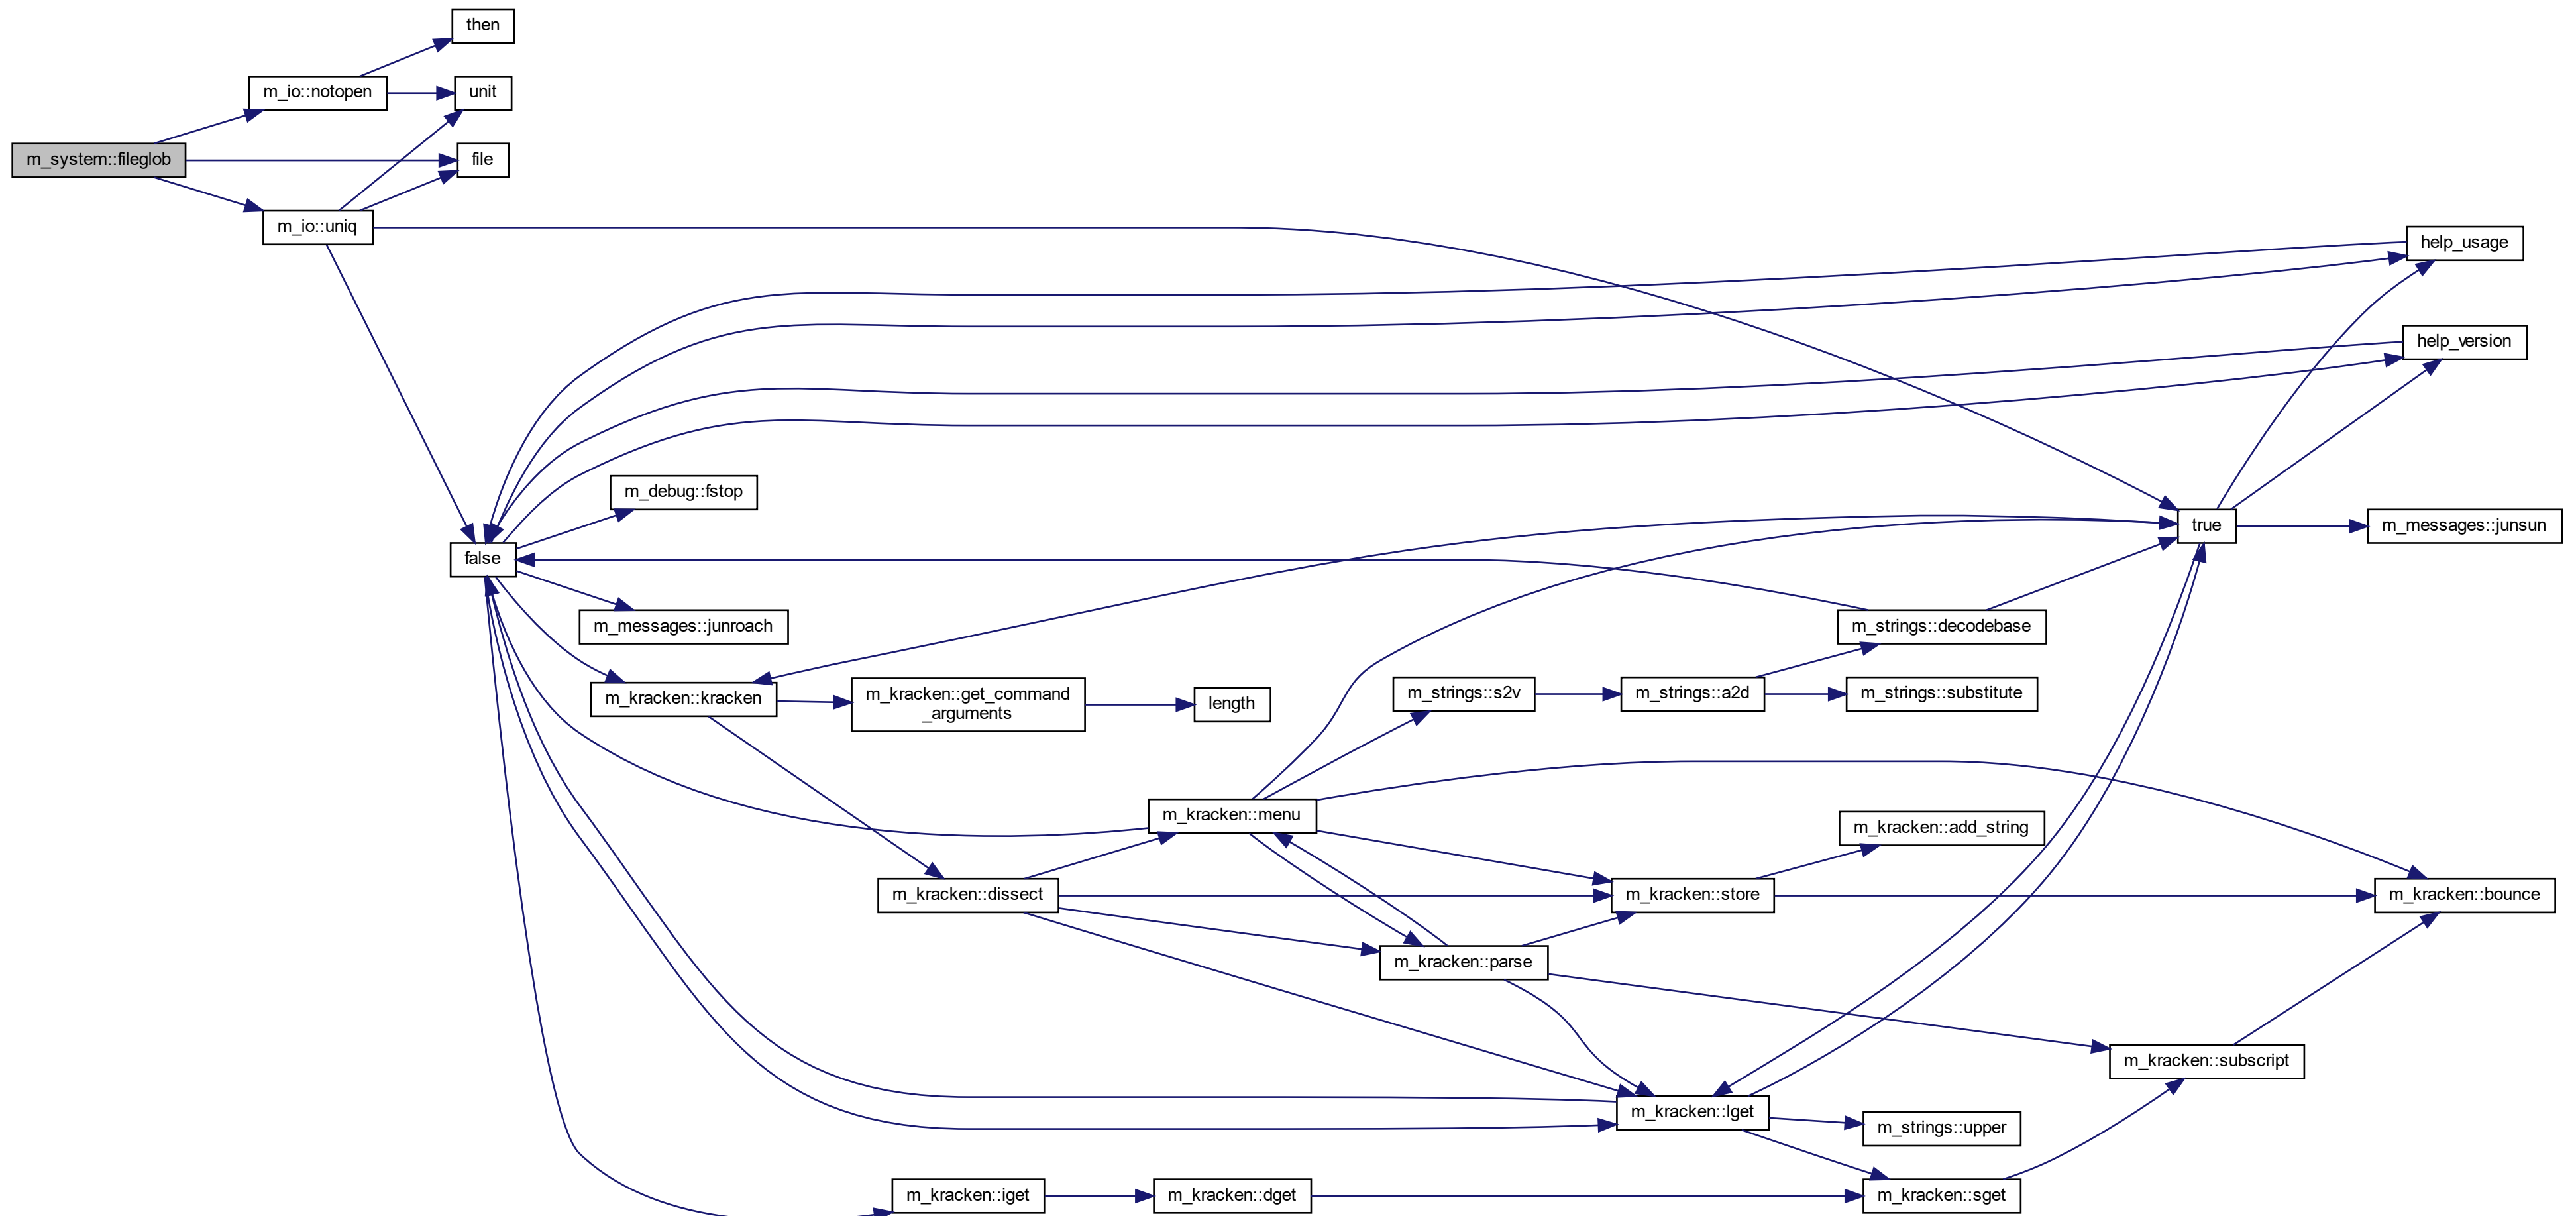 then
m_io::notopen
unit
m_system::fileglob
file
m_io::uniq
help_usage
help_version
m_debug::fstop
true
m_messages::junsun
false
m_messages::junroach
m_strings::decodebase
m_kracken::kracken
m_kracken::get_command
_arguments
length
m_strings::s2v
m_strings::a2d
m_strings::substitute
m_kracken::menu
m_kracken::add_string
m_kracken::dissect
m_kracken::store
m_kracken::bounce
m_kracken::parse
m_kracken::subscript
m_kracken::lget
m_strings::upper
m_kracken::iget
m_kracken::dget
m_kracken::sget